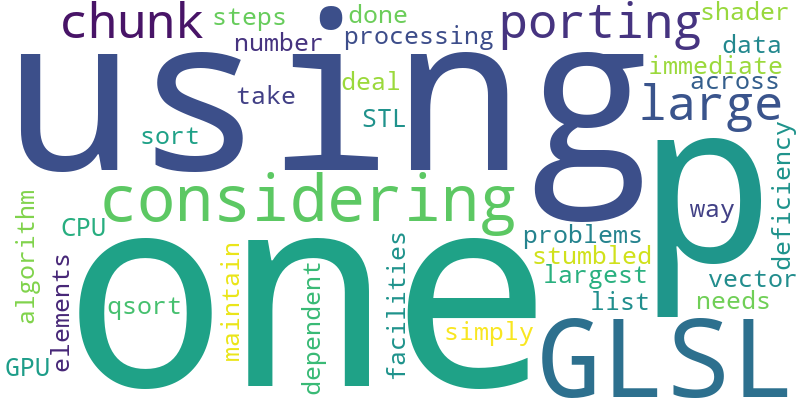 chunk
steps
done
porting
shader
number
processing
data
using
immediate
across
take
deal
large
STL
sort
p
deficiency
considering
way
algorithm
CPU
problems
one
stumbled
elements
maintain
dependent
facilities
largest
vector
qsort
list
needs
simply
GLSL
GPU